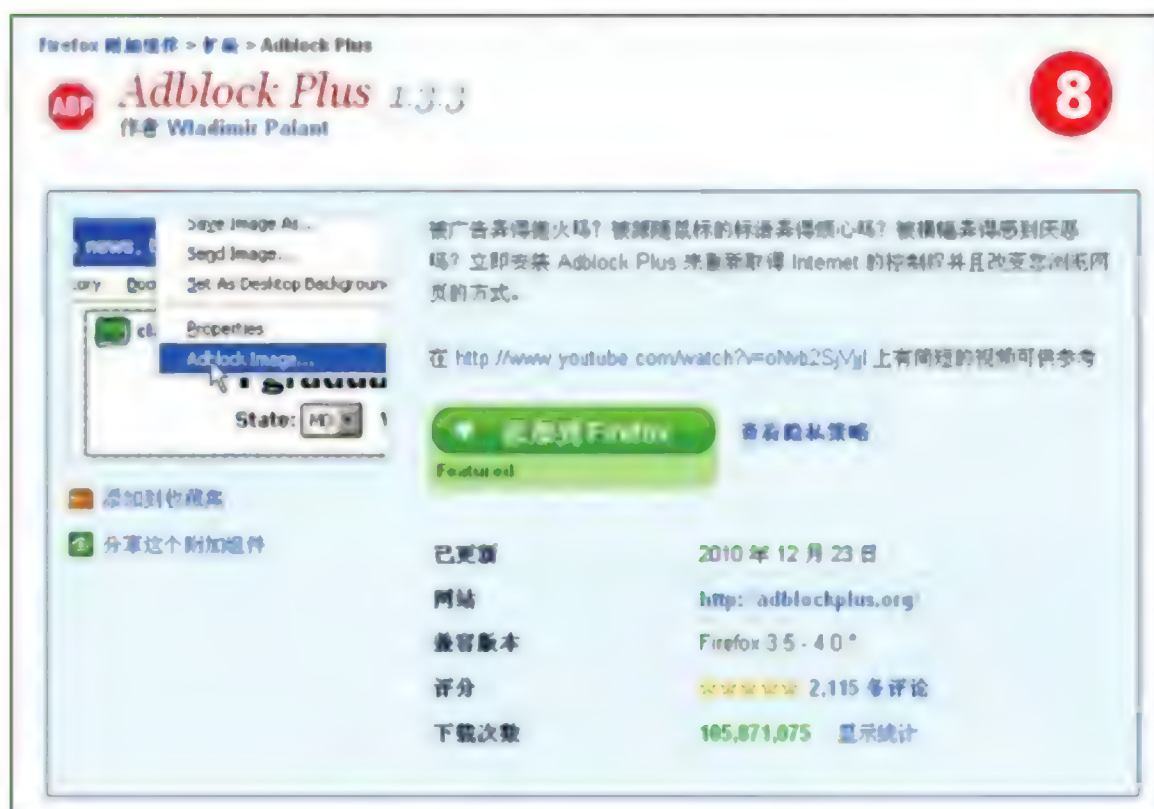 Firefox 附加组件 > 扩展 > Adblock Plus
ABP
Adblock Plus 1.3.3
作者 Wladimir Palant
8
news,
Save Image As...
Send Image...
Set As Desktop Background
Properties
Adblock Image...
State: MD
被广告弄得恼火吗？被跟随鼠标的标语弄得烦心吗？被横幅弄得感到厌恶
吗？立即安装 Adblock Plus 来重新取得 Internet 的控制权并且改变您浏览网
页的方式。
在 http://www.youtube.com/watch?v= 上有简短的视频可供参考
添加到 Firefox
查看隐私策略
Featured
添加到收藏集
分享这个附加组件
已更新 2010 年 12 月 23 日
网站 http://adblockplus.org/
兼容版本 Firefox 3.5 - 4.0.*
评分 2,115 条评论
下载次数 105,871,075 显示统计